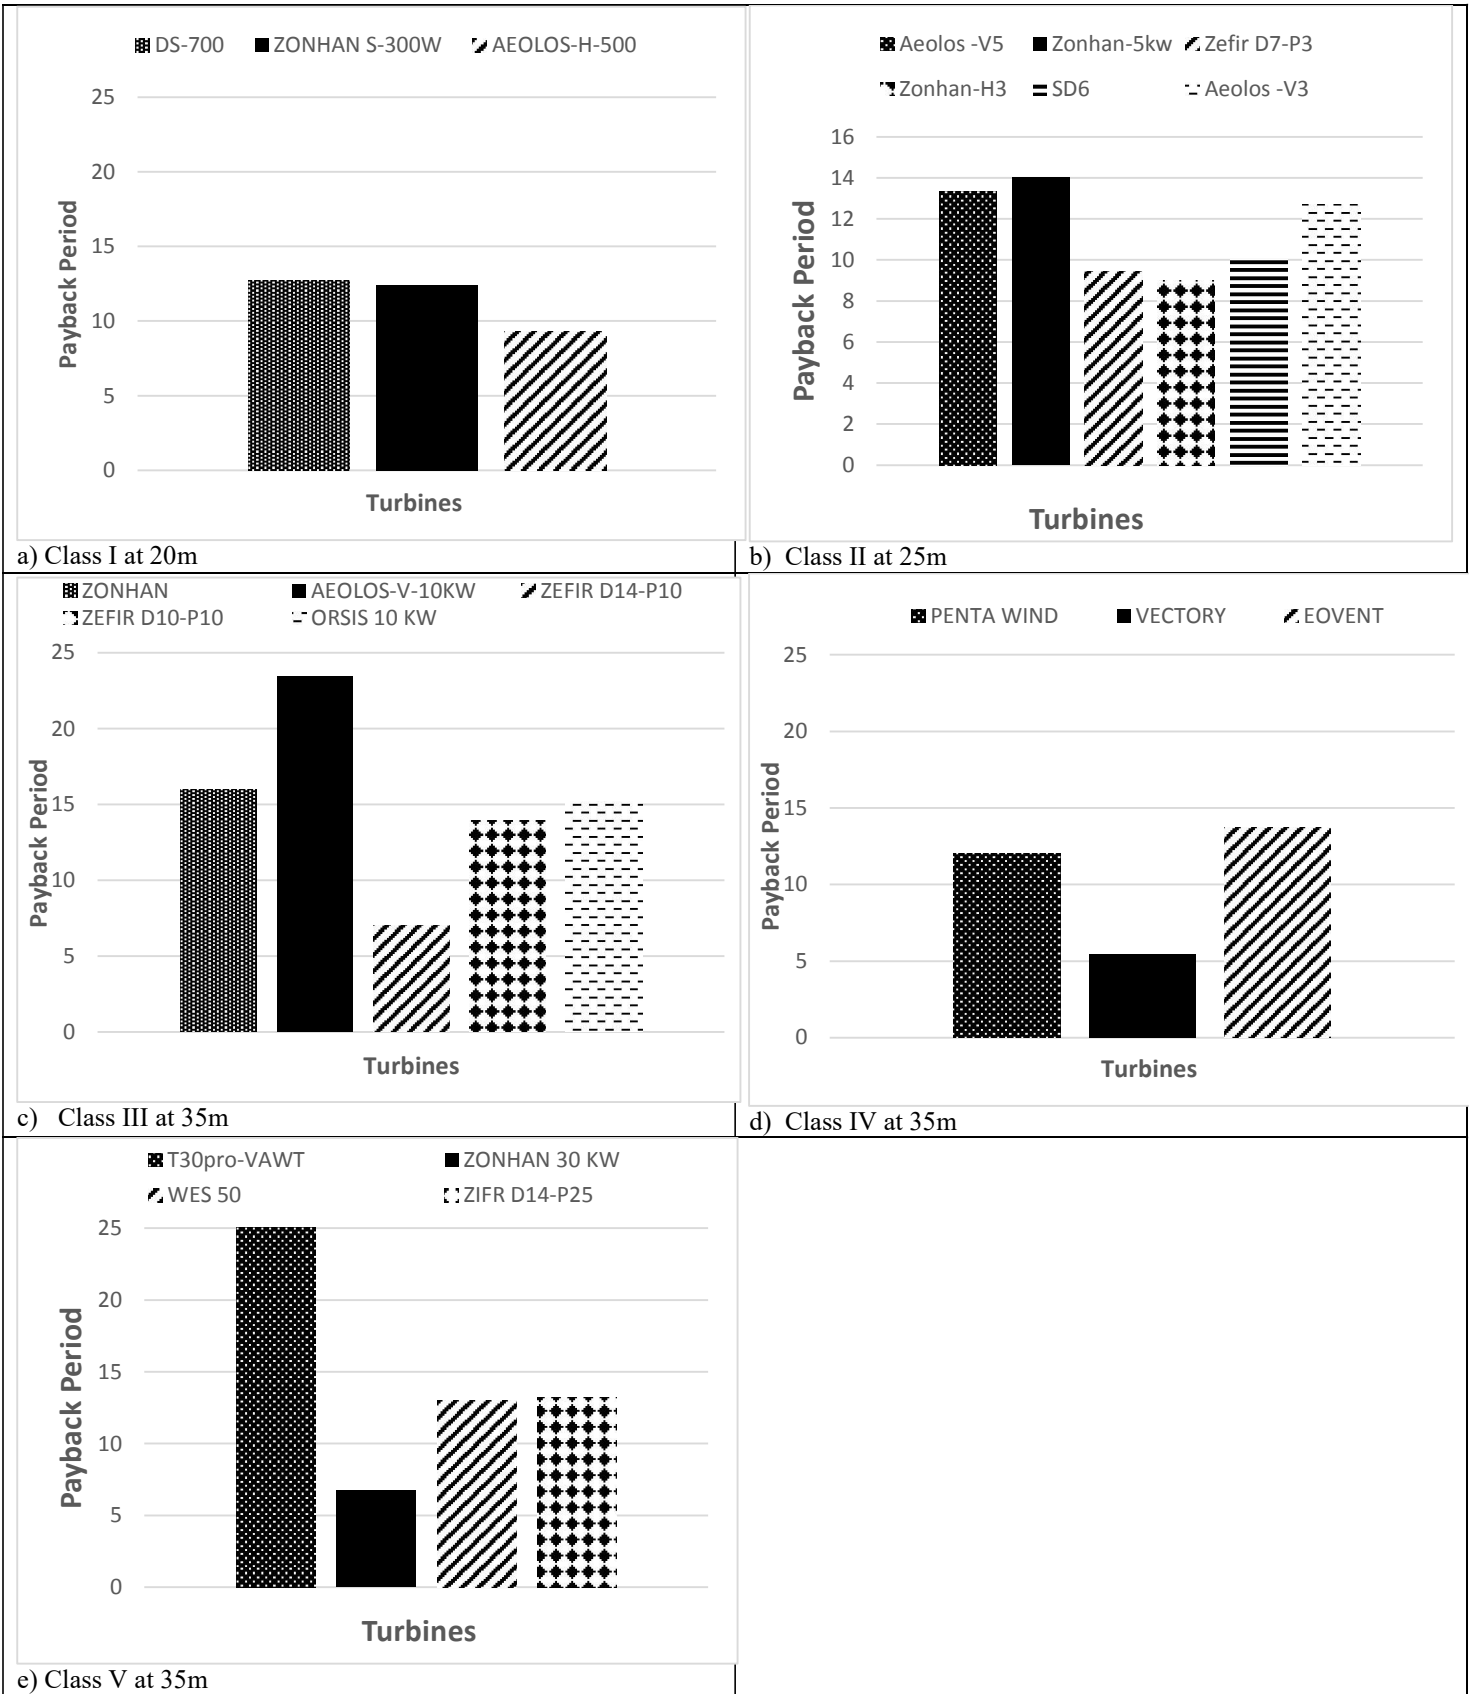 DS-700 ZONHAN S-300W AEOLOS-H-500
25
20
15
10
5
0
Payback Period
Turbines
a) Class I at 20m
Aeolos -V5 Zonhan-5kw Zefir D7-P3
Zonhan-H3 SD6 Aeolos -V3
16
14
12
10
8
6
4
2
0
Payback Period
Turbines
b) Class II at 25m
ZONHAN AEOLOS-V-10KW ZEFIR D14-P10
ZEFIR D10-P10 ORSIS 10 KW
25
20
15
10
5
0
Payback Period
Turbines
c) Class III at 35m
PENTA WIND VECTORY EOVENT
25
20
15
10
5
0
Payback Period
Turbines
d) Class IV at 35m
T30pro-VAWT ZONHAN 30 KW
WES 50 ZIFR D14-P25
25
20
15
10
5
0
Payback Period
Turbines
e) Class V at 35m